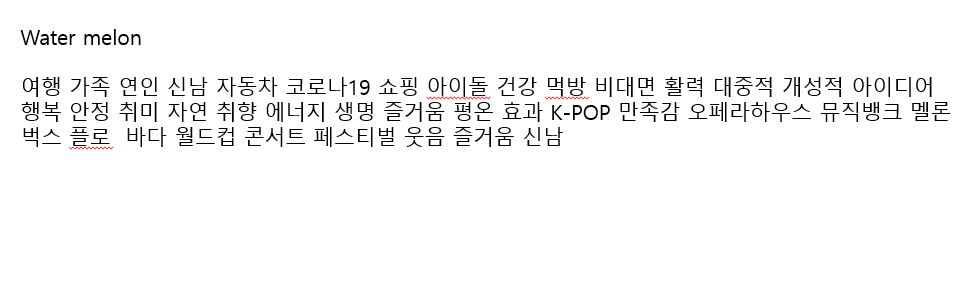 Water melon
여행 가족 연인 신남 자동차 코로나19 쇼핑 아이돌 건강 먹방 비대면 활력 대중적 개성적 아이디어
행복 안정 취미 자연 취향 에너지 생명 즐거움 평온 효과 K-POP 만족감 오페라하우스 뮤직뱅크 멜론
벅스 플로  바다 월드컵 콘서트 페스티벌 웃음 즐거움 신남